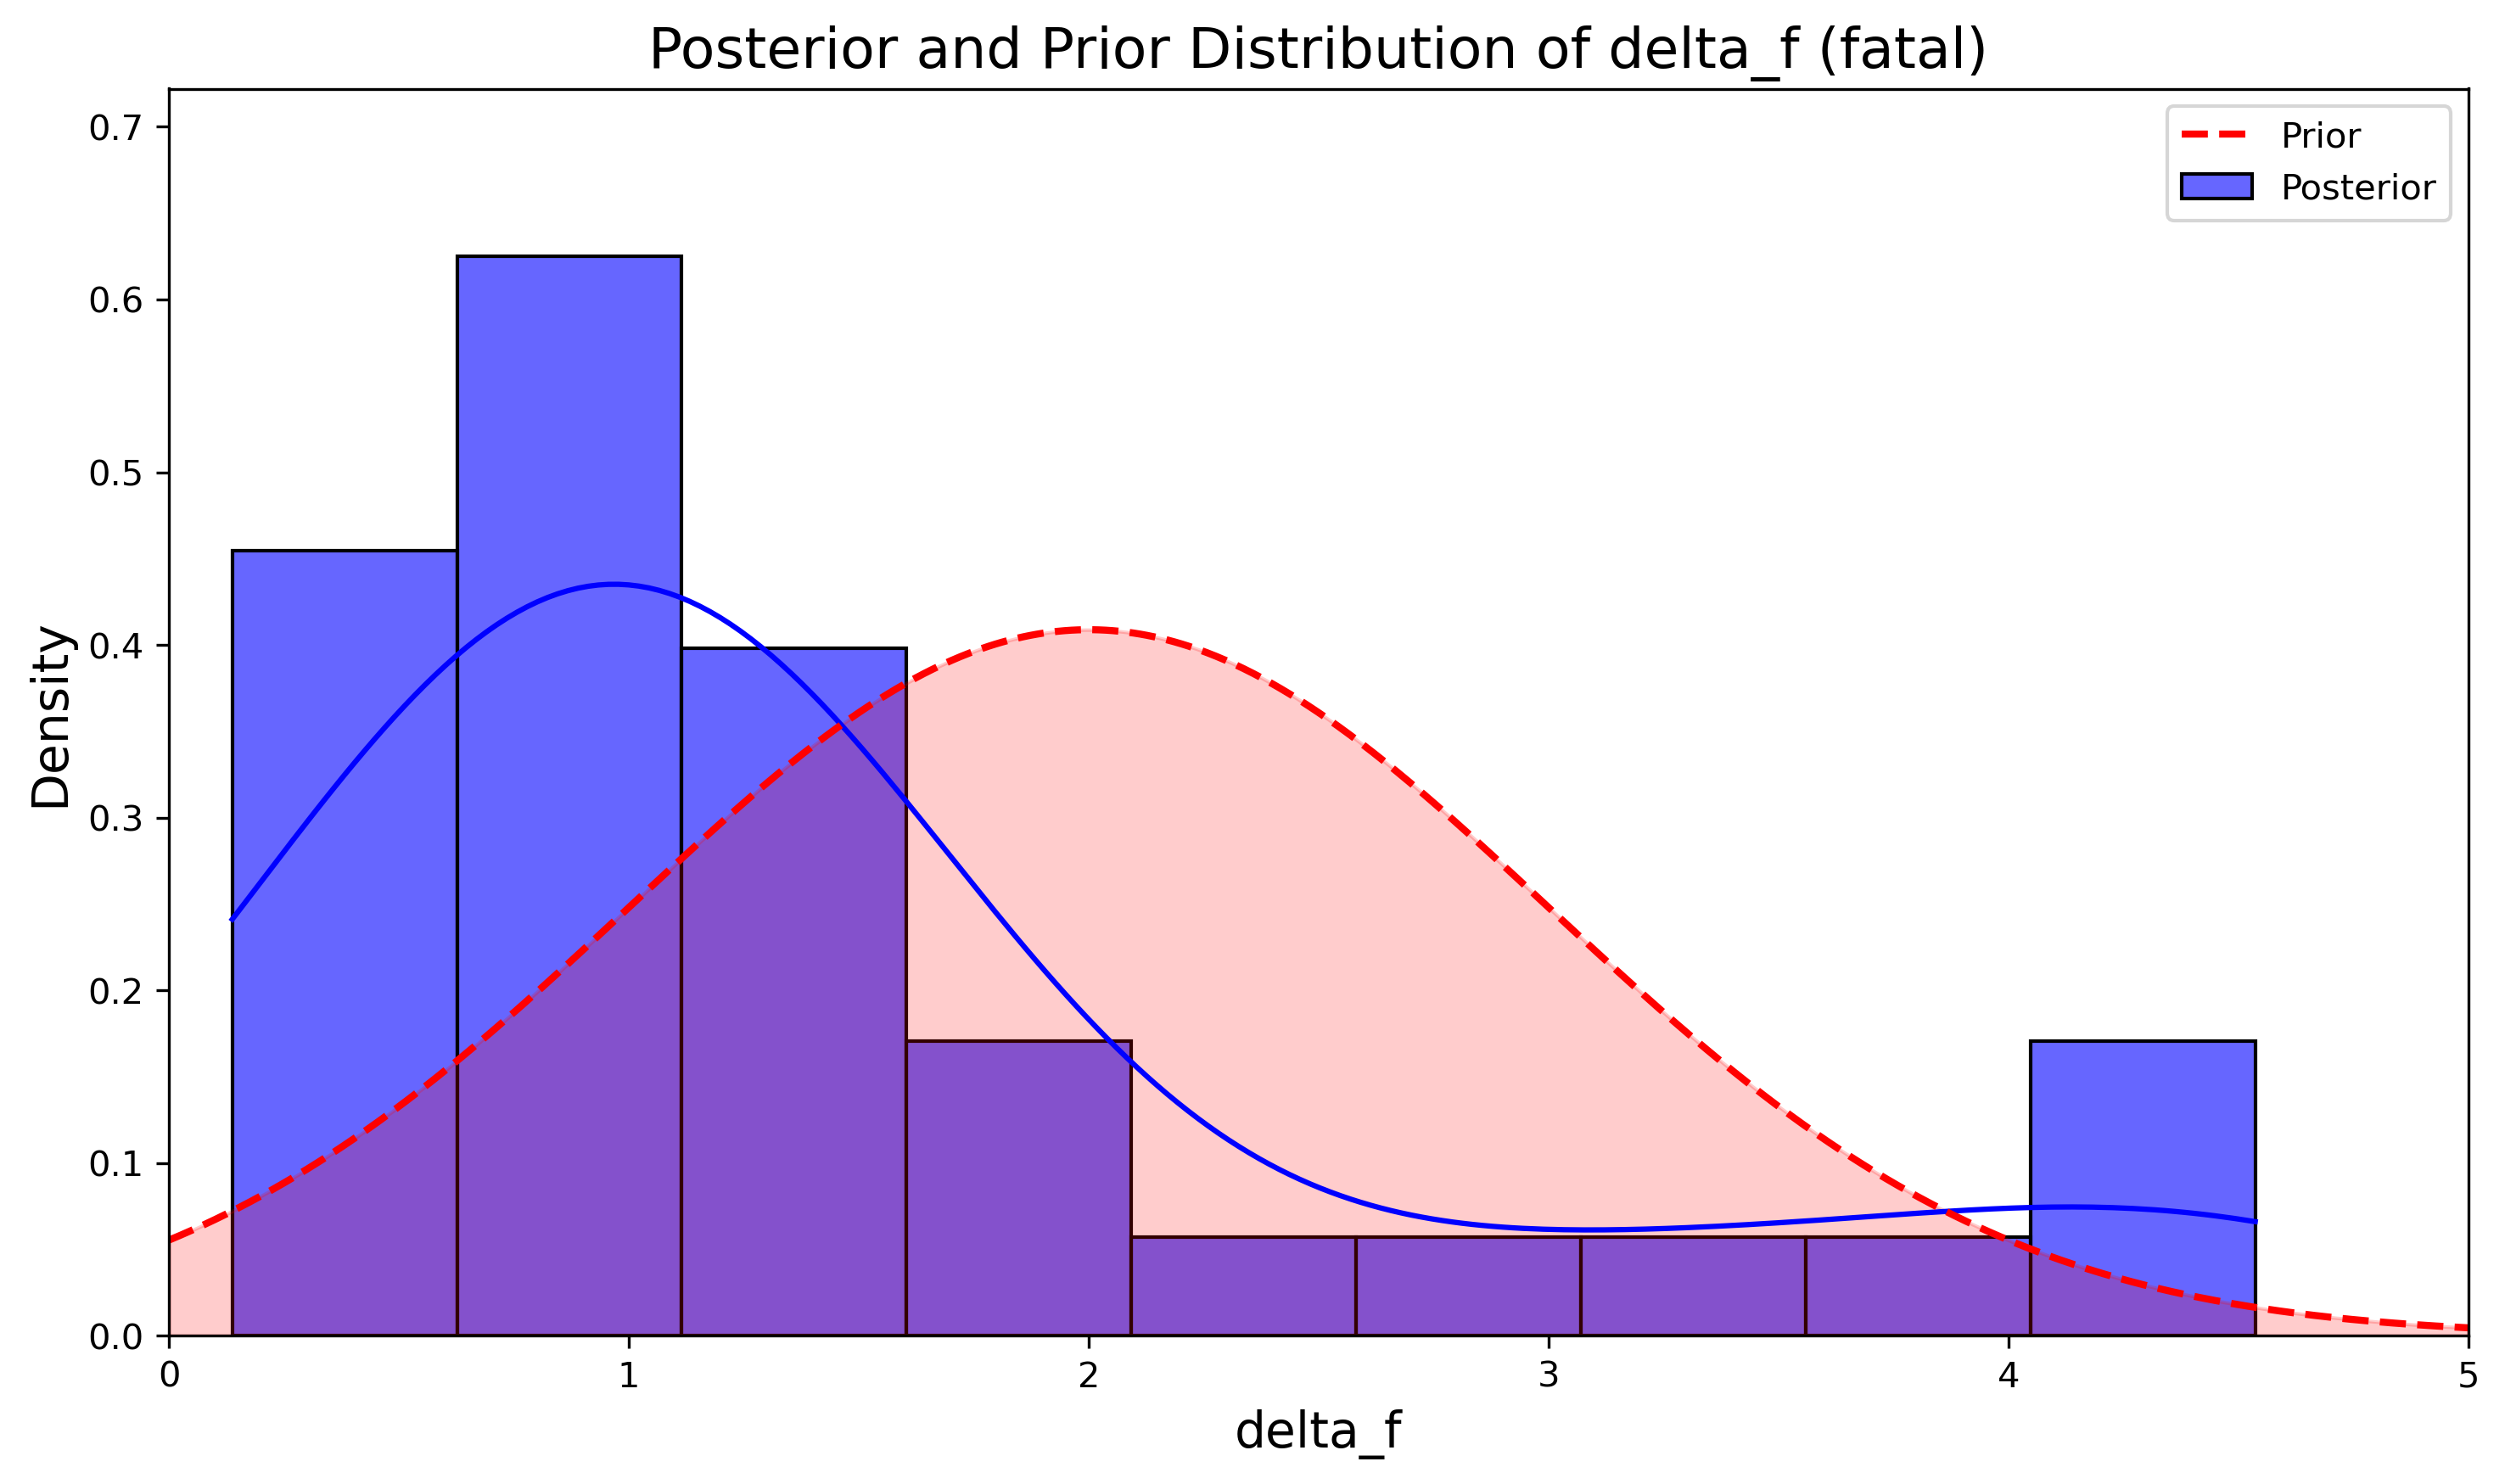 Posterior and Prior Distribution of delta_f (fatal)
Prior
Posterior
Density
0.7
0.6
0.5
0.4
0.3
0.2
0.1
0.0
0 1 2 3 4 5
delta_f